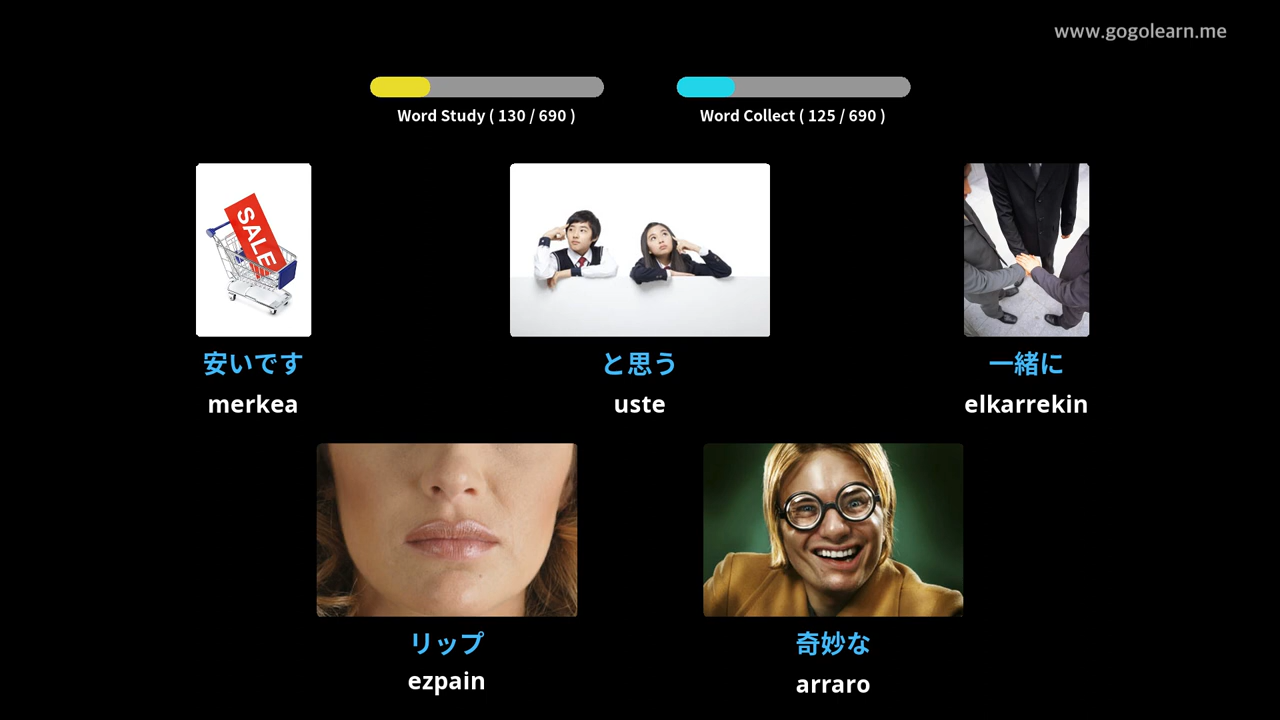 www.gogolearn.me
Word Study ( 130 / 690 )
Word Collect ( 125 / 690 )
SALE
安いです
と思う
一緒に
merkea
uste
elkarrekin
リップ
奇妙な
ezpain
arraro